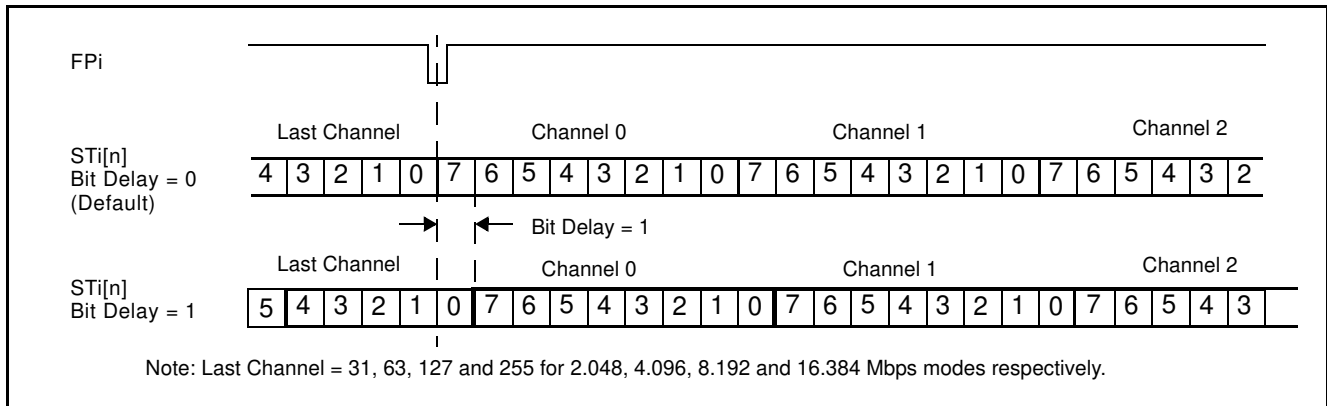 FPi
Last Channel Channel 0 Channel 1 Channel 2
STi[n]
Bit Delay = 0
(Default)
4 3 2 1 0 7 6 5 4 3 2 1 0 7 6 5 4 3 2 1 0 7 6 5 4 3 2
Bit Delay = 1
Last Channel Channel 0 Channel 1 Channel 2
STi[n]
Bit Delay = 1
5 4 3 2 1 0 7 6 5 4 3 2 1 0 7 6 5 4 3 2 1 0 7 6 5 4 3
Note: Last Channel = 31, 63, 127 and 255 for 2.048, 4.096, 8.192 and 16.384 Mbps modes respectively.